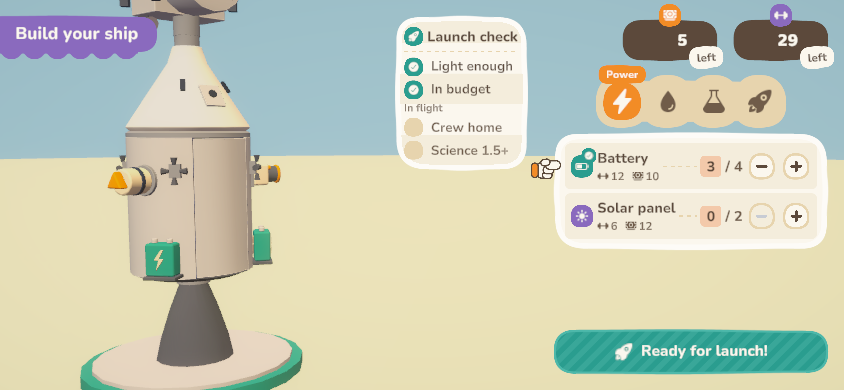 Build your ship
Launch check
Light enough
In budget
In flight
Crew home
Science 1.5+
5
left
29
left
Power
Battery
12 10
3 / 4
Solar panel
6 12
0 / 2
Ready for launch!